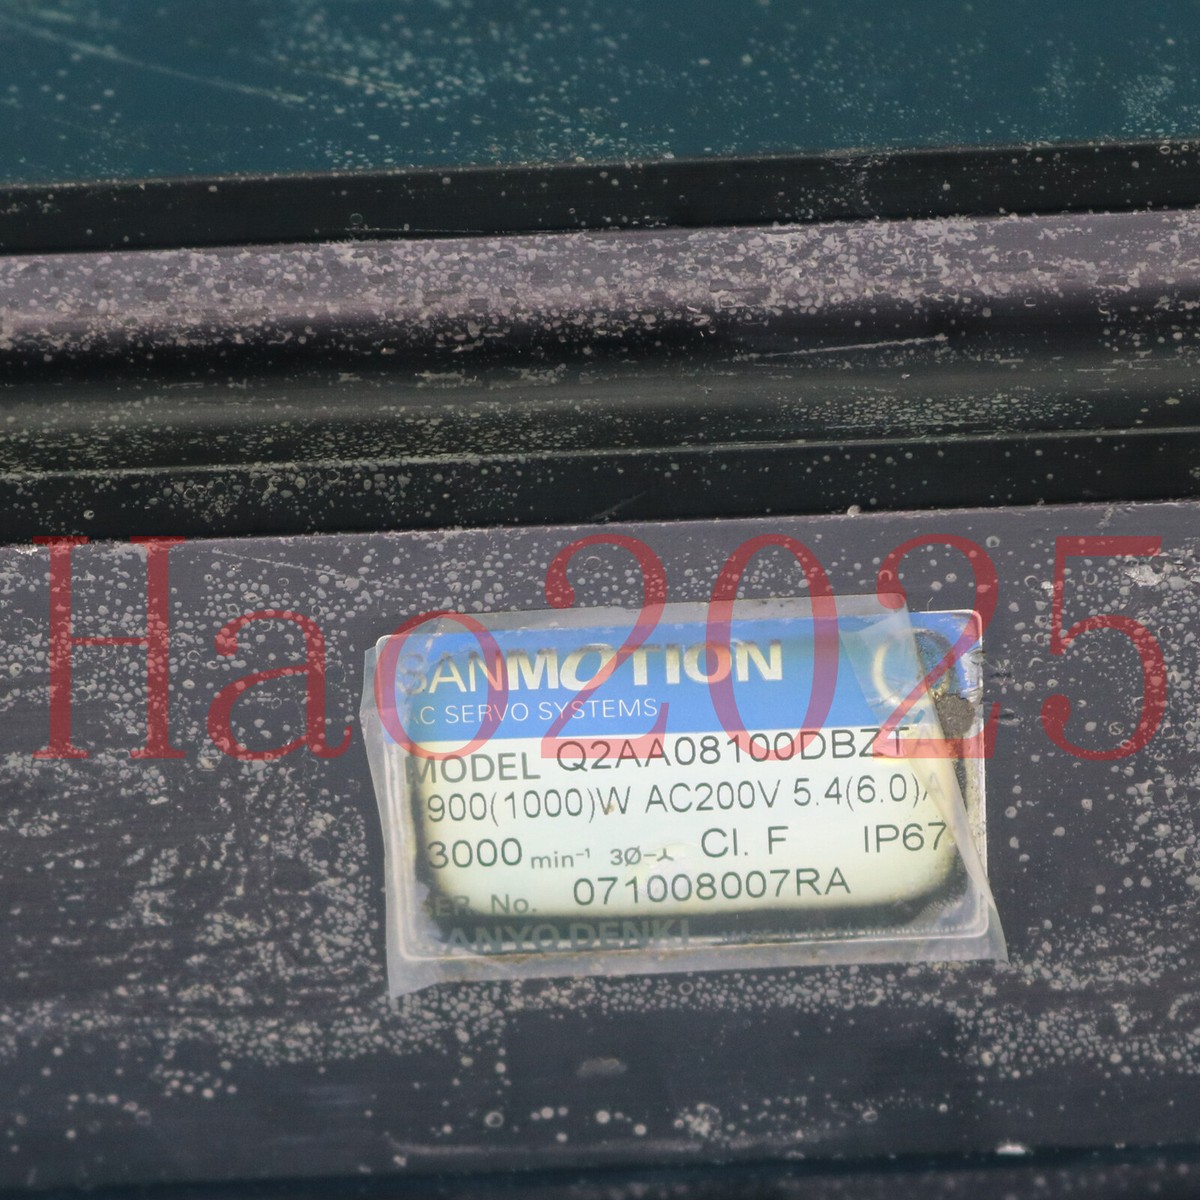 Hao2025
SANMOTION
AC SERVO SYSTEMS
MODEL Q2AA08100DBZT
900(1000)W AC200V 5.4(6.0)A
3000 min⁻¹ 3Ø-⅄ CI. F IP67
SER. No. 071008007RA
SANYO DENKI